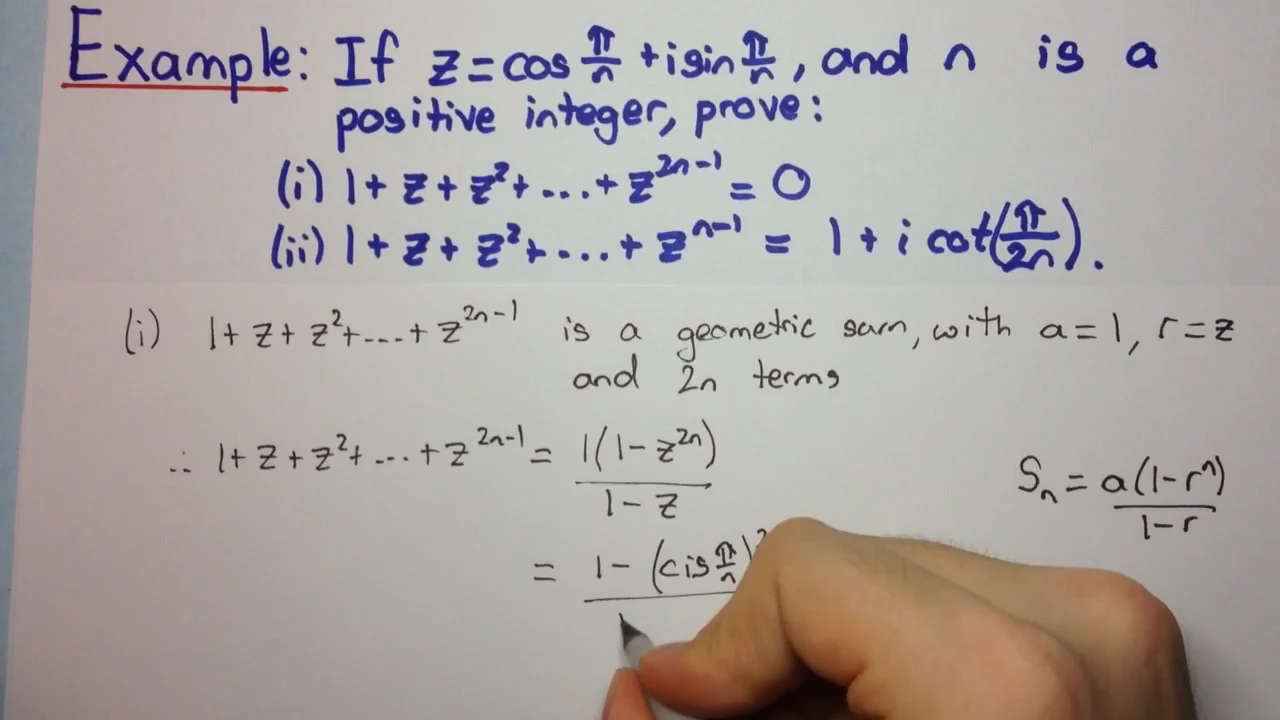 Example: If z=cos π/n + i sin π/n, and n is a
positive integer, prove:
(i) 1+ z + z²+ ...+ z^(2n-1) = 0
(ii) 1+ z + z²+ ...+ z^(n-1) = 1 + i cot(π/2n).
(i) 1+ z + z²+....+ z^(2n-1) is a geometric sum, with a=1, r=z
and 2n terms
∴ 1+ z + z²+ ...+ z^(2n-1) = 1(1-z^(2n))/(1-z)
Sₙ = a(1-rⁿ)/(1-r)
= 1-(cis π/n)²